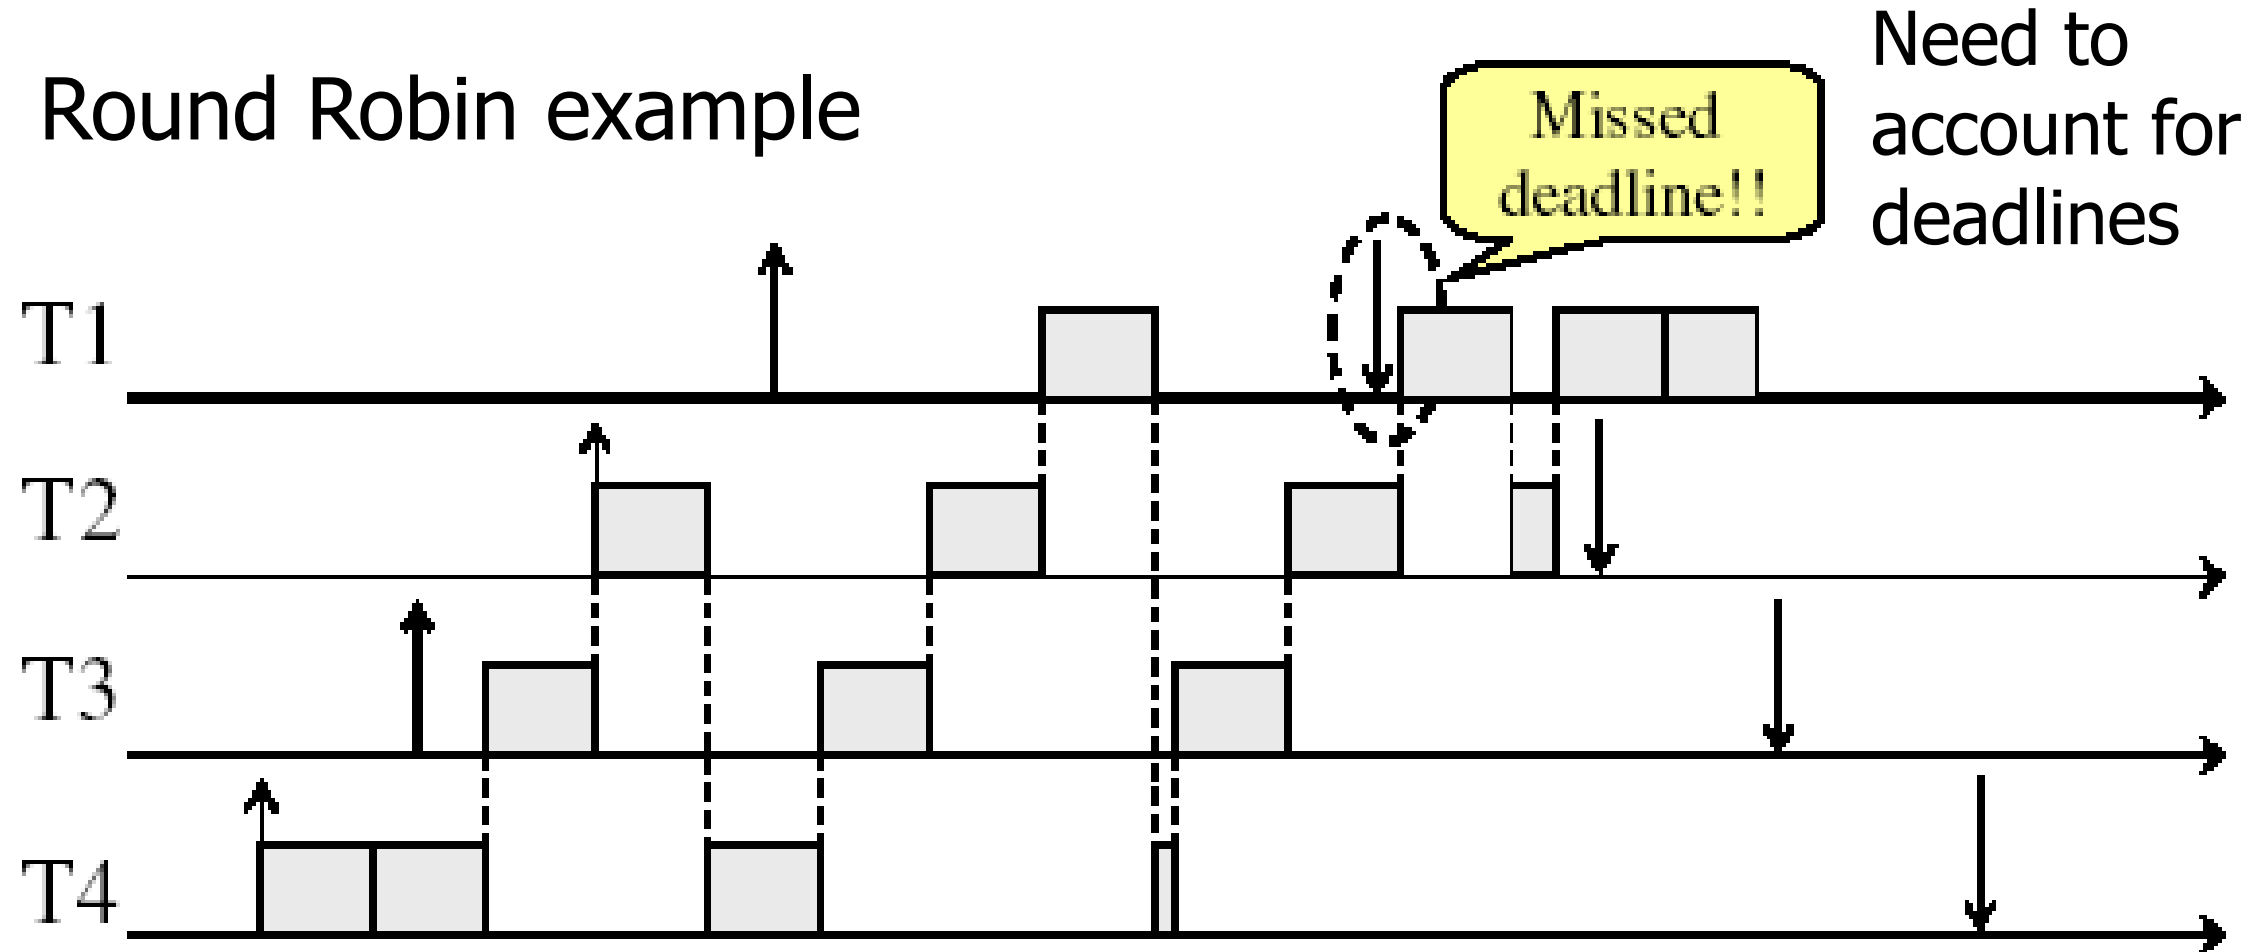 Round Robin example
Missed
deadline!!
Need to
account for
deadlines
T1
T2
T3
T4